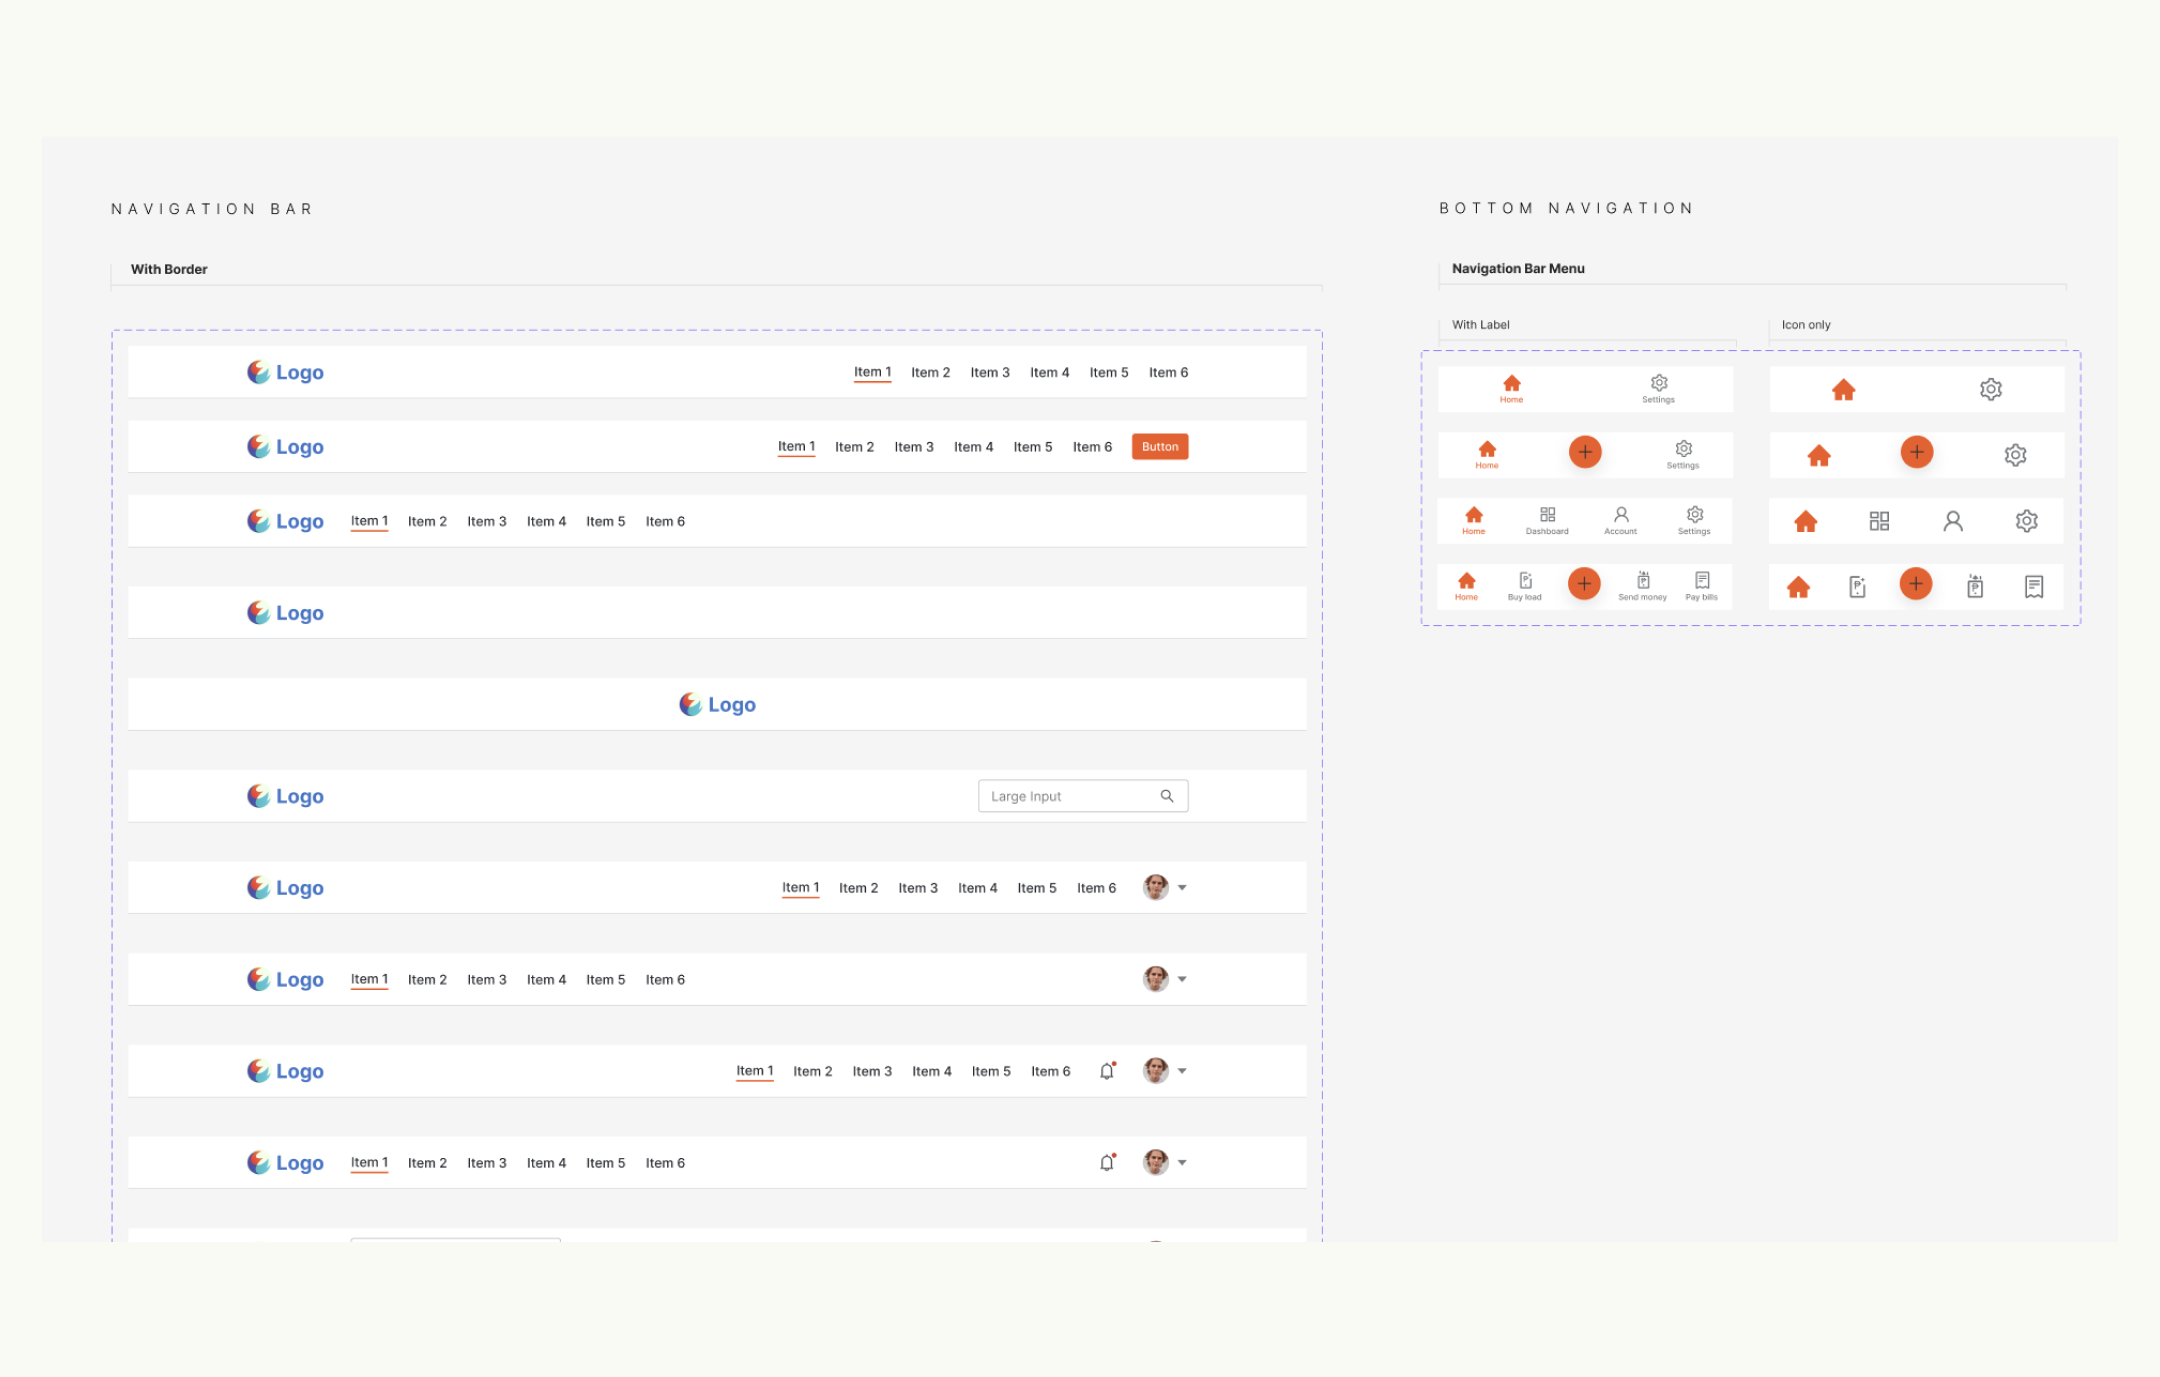 NAVIGATION BAR
With Border
Logo Item 1 Item 2 Item 3 Item 4 Item 5 Item 6
Logo Item 1 Item 2 Item 3 Item 4 Item 5 Item 6 Button
Logo Item 1 Item 2 Item 3 Item 4 Item 5 Item 6
Logo
Logo
Logo Large Input
Logo Item 1 Item 2 Item 3 Item 4 Item 5 Item 6
Logo Item 1 Item 2 Item 3 Item 4 Item 5 Item 6
Logo Item 1 Item 2 Item 3 Item 4 Item 5 Item 6
Logo Item 1 Item 2 Item 3 Item 4 Item 5 Item 6
BOTTOM NAVIGATION
Navigation Bar Menu
With Label Icon only
Home Settings
Home Settings
Home Dashboard Account Settings
Home Buy load Send money Pay bills